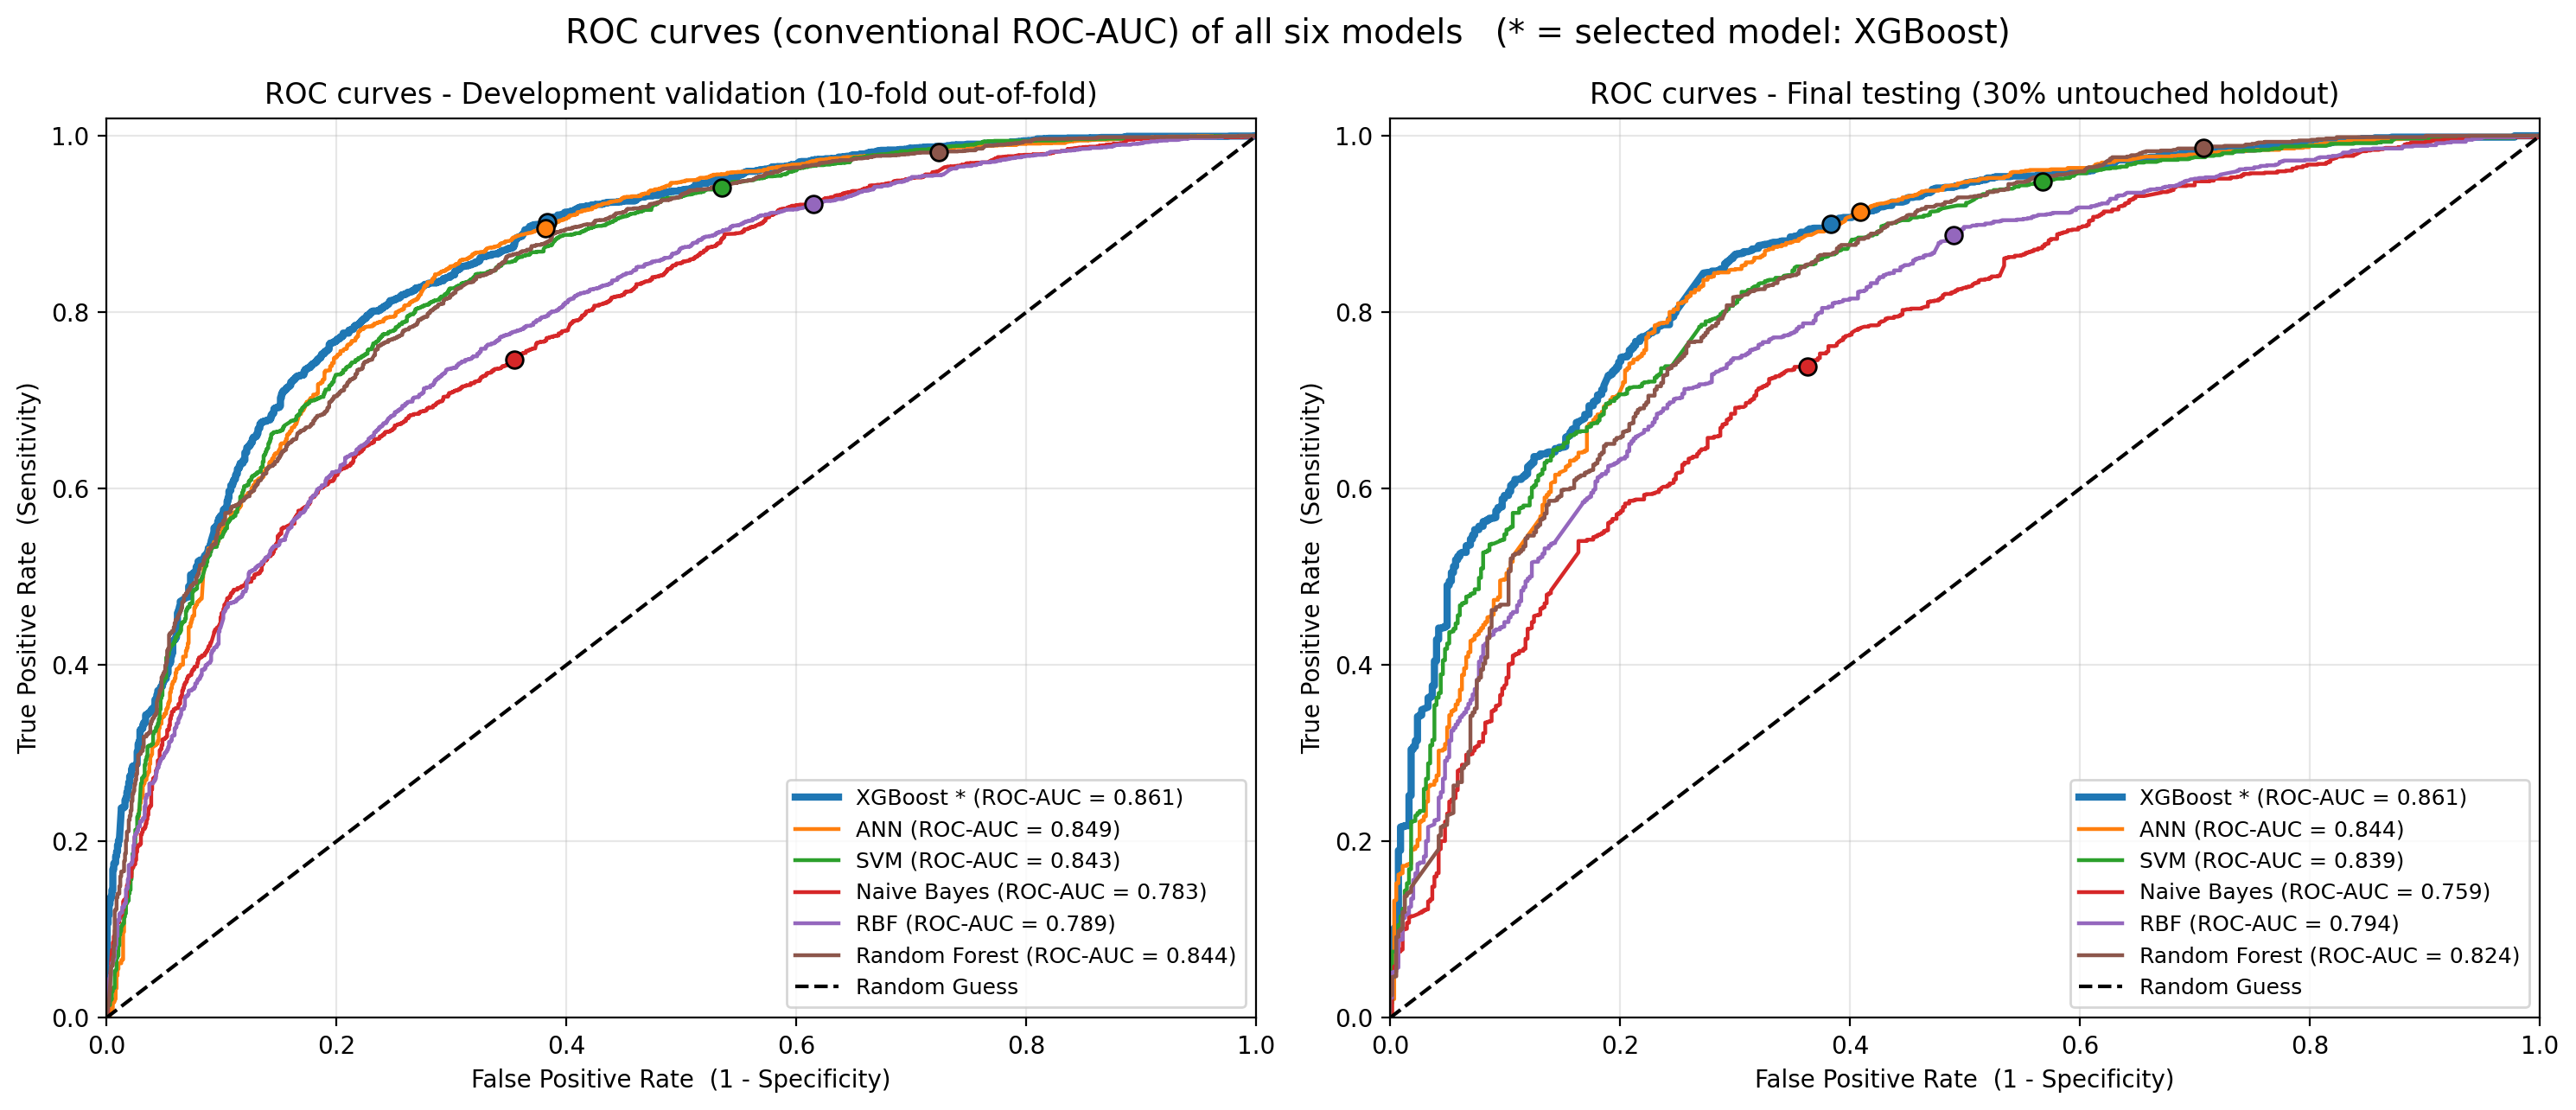 ROC curves (conventional ROC-AUC) of all six models   (* = selected model: XGBoost)
ROC curves - Development validation (10-fold out-of-fold)
True Positive Rate  (Sensitivity)
1.0
0.8
0.6
0.4
0.2
0.0
XGBoost * (ROC-AUC = 0.861)
ANN (ROC-AUC = 0.849)
SVM (ROC-AUC = 0.843)
Naive Bayes (ROC-AUC = 0.783)
RBF (ROC-AUC = 0.789)
Random Forest (ROC-AUC = 0.844)
Random Guess
0.0 0.2 0.4 0.6 0.8 1.0
False Positive Rate  (1 - Specificity)
ROC curves - Final testing (30% untouched holdout)
True Positive Rate  (Sensitivity)
1.0
0.8
0.6
0.4
0.2
0.0
XGBoost * (ROC-AUC = 0.861)
ANN (ROC-AUC = 0.844)
SVM (ROC-AUC = 0.839)
Naive Bayes (ROC-AUC = 0.759)
RBF (ROC-AUC = 0.794)
Random Forest (ROC-AUC = 0.824)
Random Guess
0.0 0.2 0.4 0.6 0.8 1.0
False Positive Rate  (1 - Specificity)